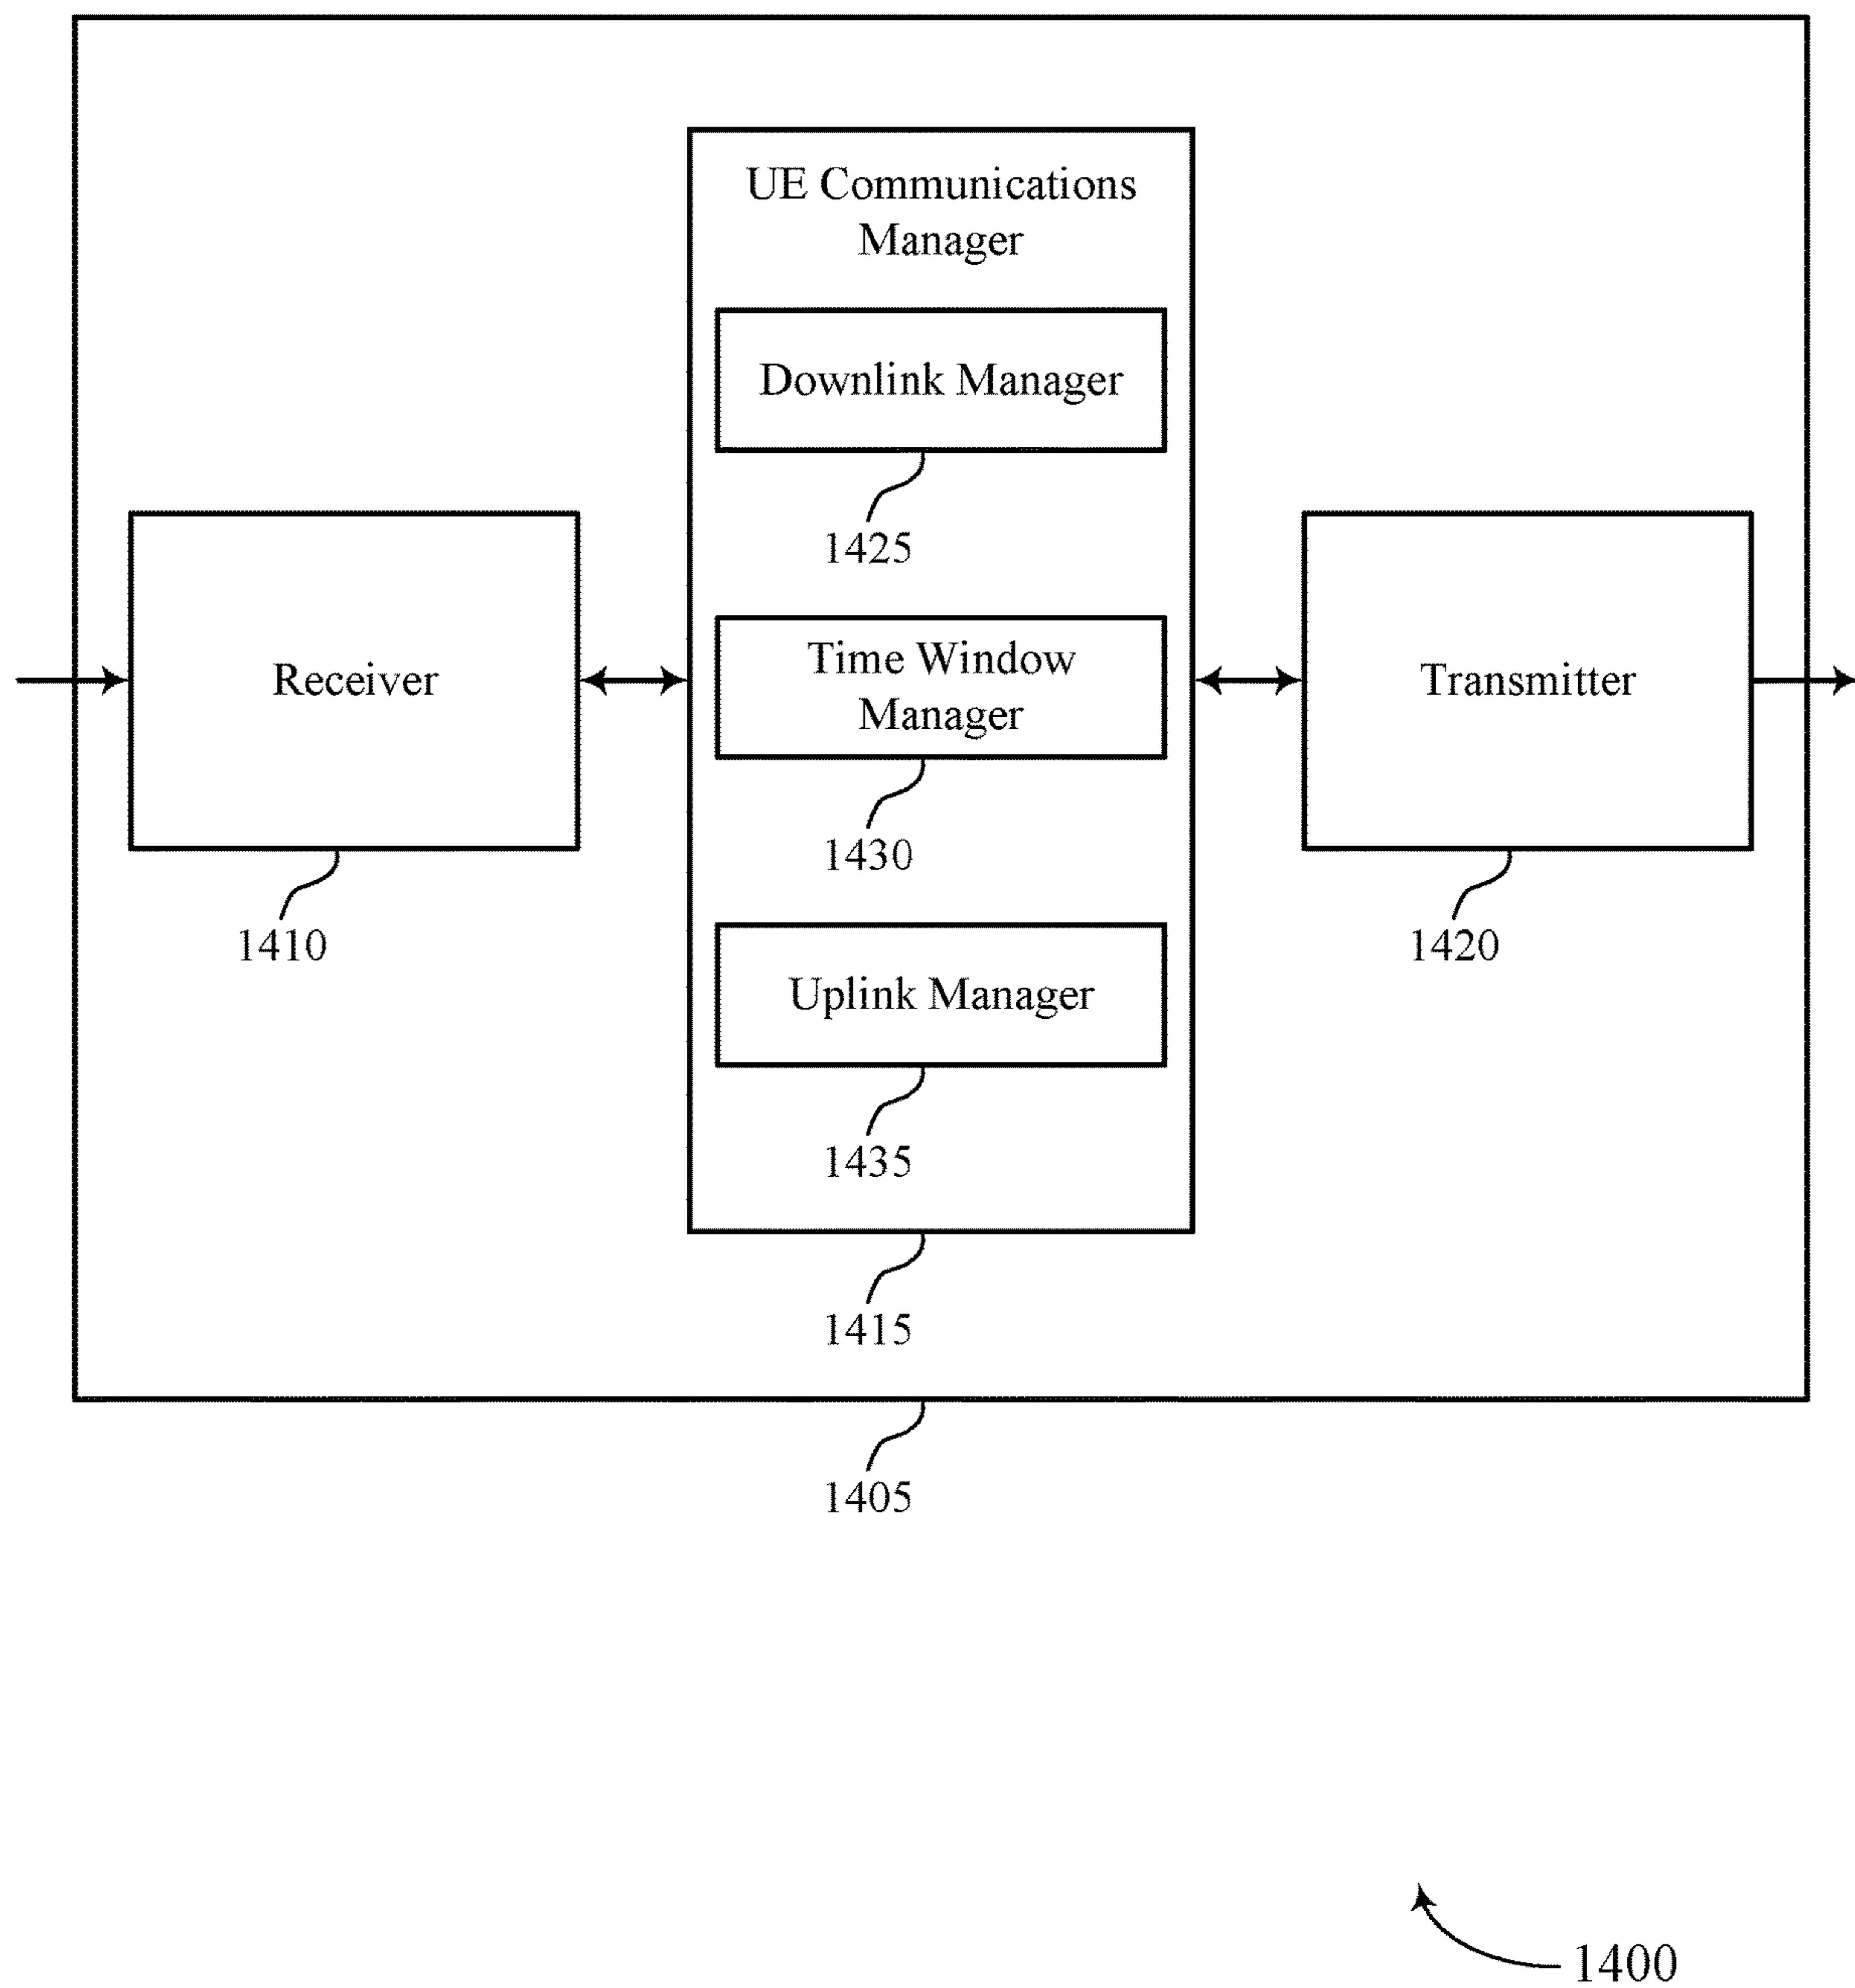 UE Communications
Manager
Downlink Manager
1425
Receiver
1410
Time Window
Manager
1430
Transmitter
1420
Uplink Manager
1435
1415
1405
1400